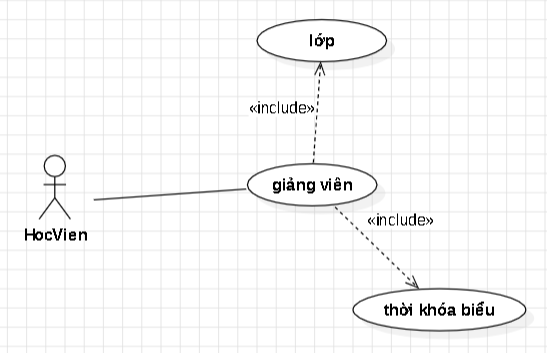 lớp
«include»
giảng viên
«include»
HocVien
thời khóa biểu